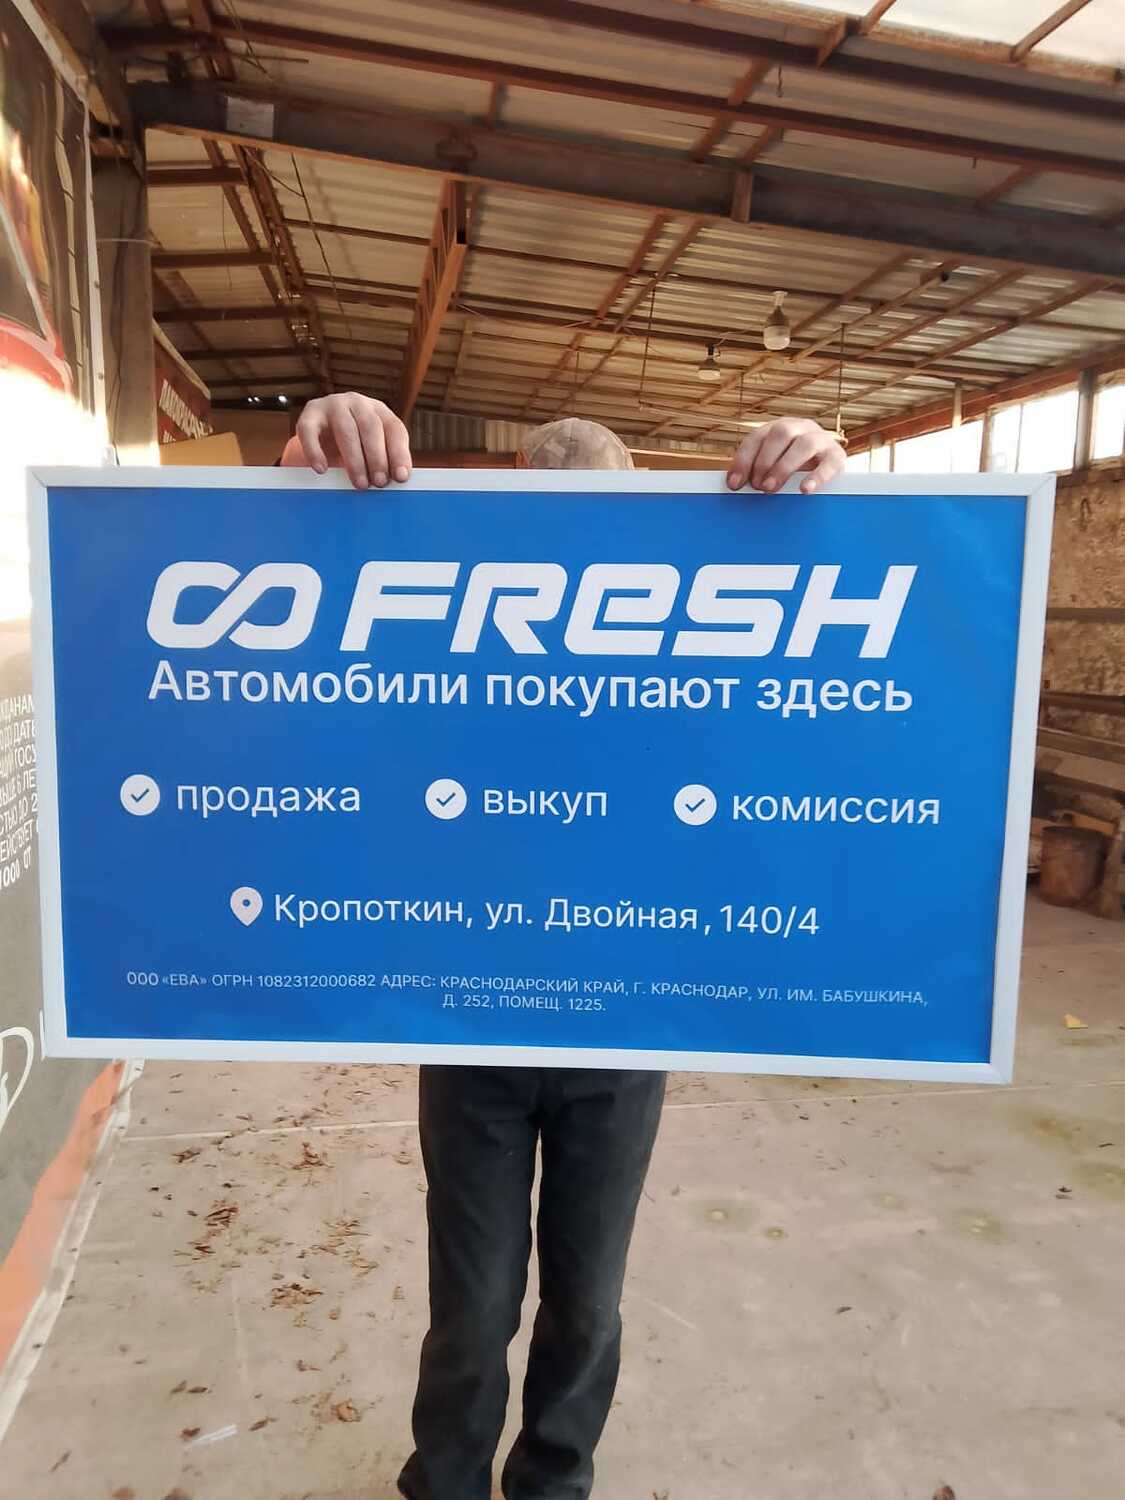 FRESH
Автомобили покупают здесь
продажа выкуп комиссия
Кропоткин, ул. Двойная, 140/4
ООО «ЕВА» ОГРН 1082312000682 АДРЕС: КРАСНОДАРСКИЙ КРАЙ, Г. КРАСНОДАР, УЛ. ИМ. БАБУШКИНА,
Д. 252, ПОМЕЩ. 1225.